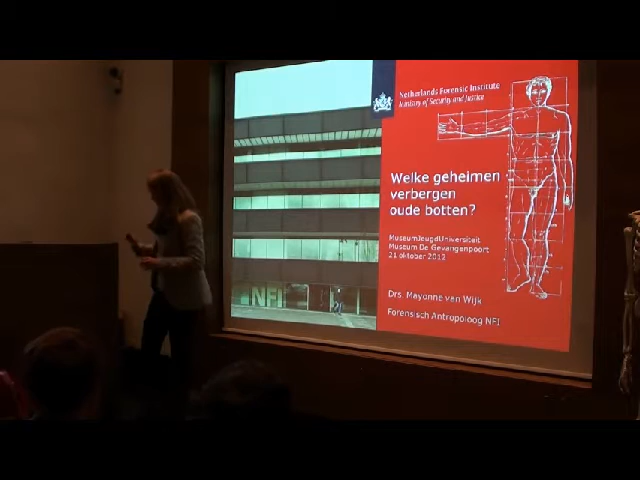 Netherlands Forensic Institute
Ministry of Security and Justice
Welke geheimen
verbergen
oude botten?
MuseumJeugdUniversiteit
Museum De Gevangenpoort
21 oktober 2012
Drs. Mayonne van Wijk
Forensisch Antropoloog NFI
NFI